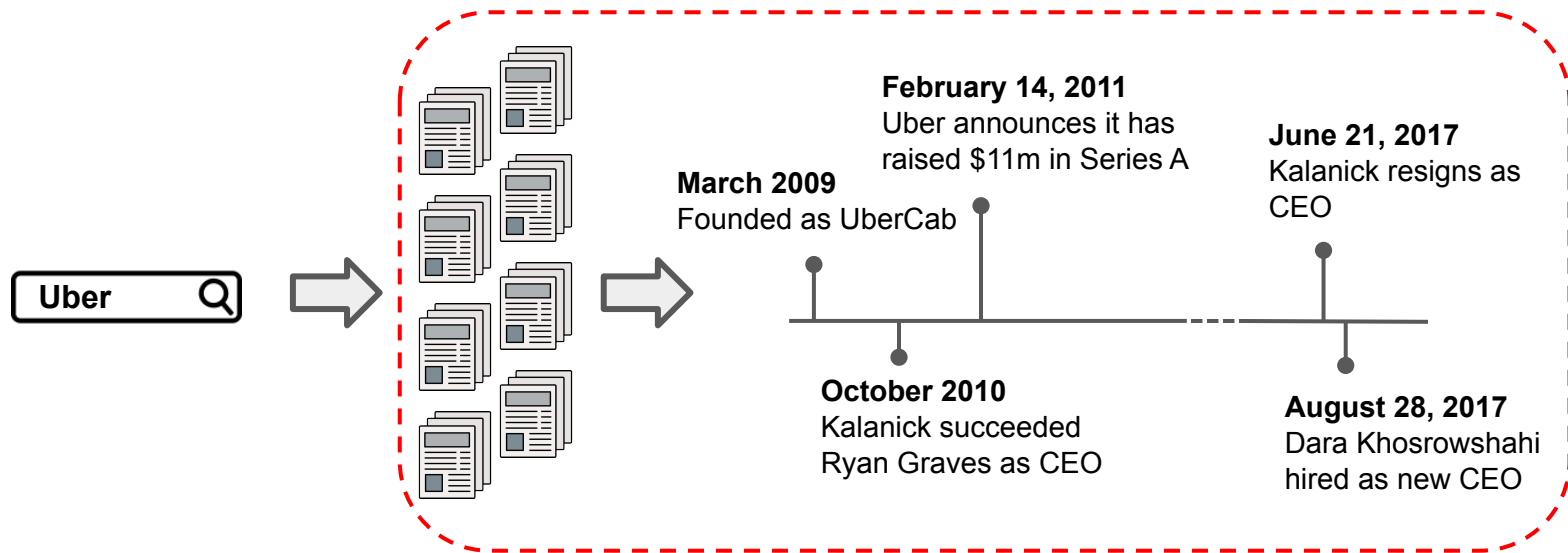 Uber
March 2009
Founded as UberCab
October 2010
Kalanick succeeded
Ryan Graves as CEO
February 14, 2011
Uber announces it has
raised $11m in Series A
June 21, 2017
Kalanick resigns as
CEO
August 28, 2017
Dara Khosrowshahi
hired as new CEO